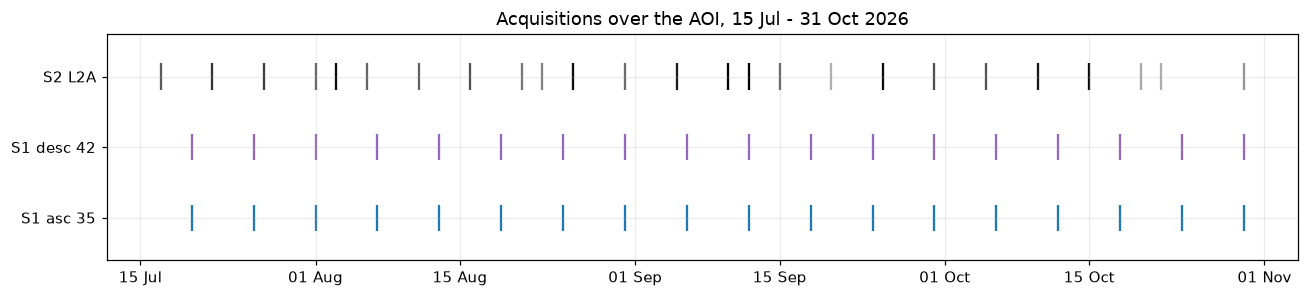 Acquisitions over the AOI, 15 Jul - 31 Oct 2026
S2 L2A
S1 desc 42
S1 asc 35
15 Jul 01 Aug 15 Aug 01 Sep 15 Sep 01 Oct 15 Oct 01 Nov